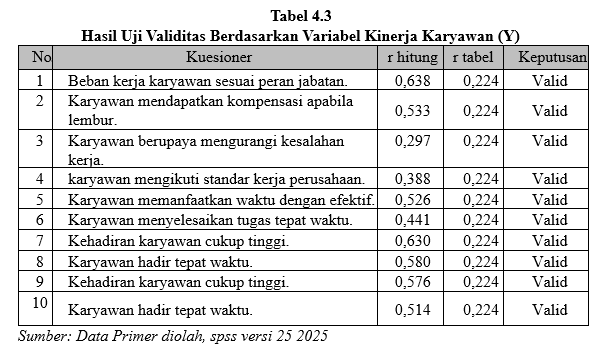 Tabel 4.3
Hasil Uji Validitas Berdasarkan Variabel Kinerja Karyawan (Y)
No Kuesioner r hitung r tabel Keputusan
1 Beban kerja karyawan sesuai peran jabatan. 0,638 0,224 Valid
2 Karyawan mendapatkan kompensasi apabila
lembur. 0,533 0,224 Valid
3 Karyawan berupaya mengurangi kesalahan 0,297 0,224 Valid
kerja.
4 karyawan mengikuti standar kerja perusahaan. 0,388 0,224 Valid
5 Karyawan memanfaatkan waktu dengan efektif. 0,526 0,224 Valid
6 Karyawan menyelesaikan tugas tepat waktu. 0,441 0,224 Valid
7 Kehadiran karyawan cukup tinggi. 0,630 0,224 Valid
8 Karyawan hadir tepat waktu. 0,580 0,224 Valid
9 Kehadiran karyawan cukup tinggi. 0,576 0,224 Valid
10 Karyawan hadir tepat waktu. 0,514 0,224 Valid
Sumber: Data Primer diolah, spss versi 25 2025